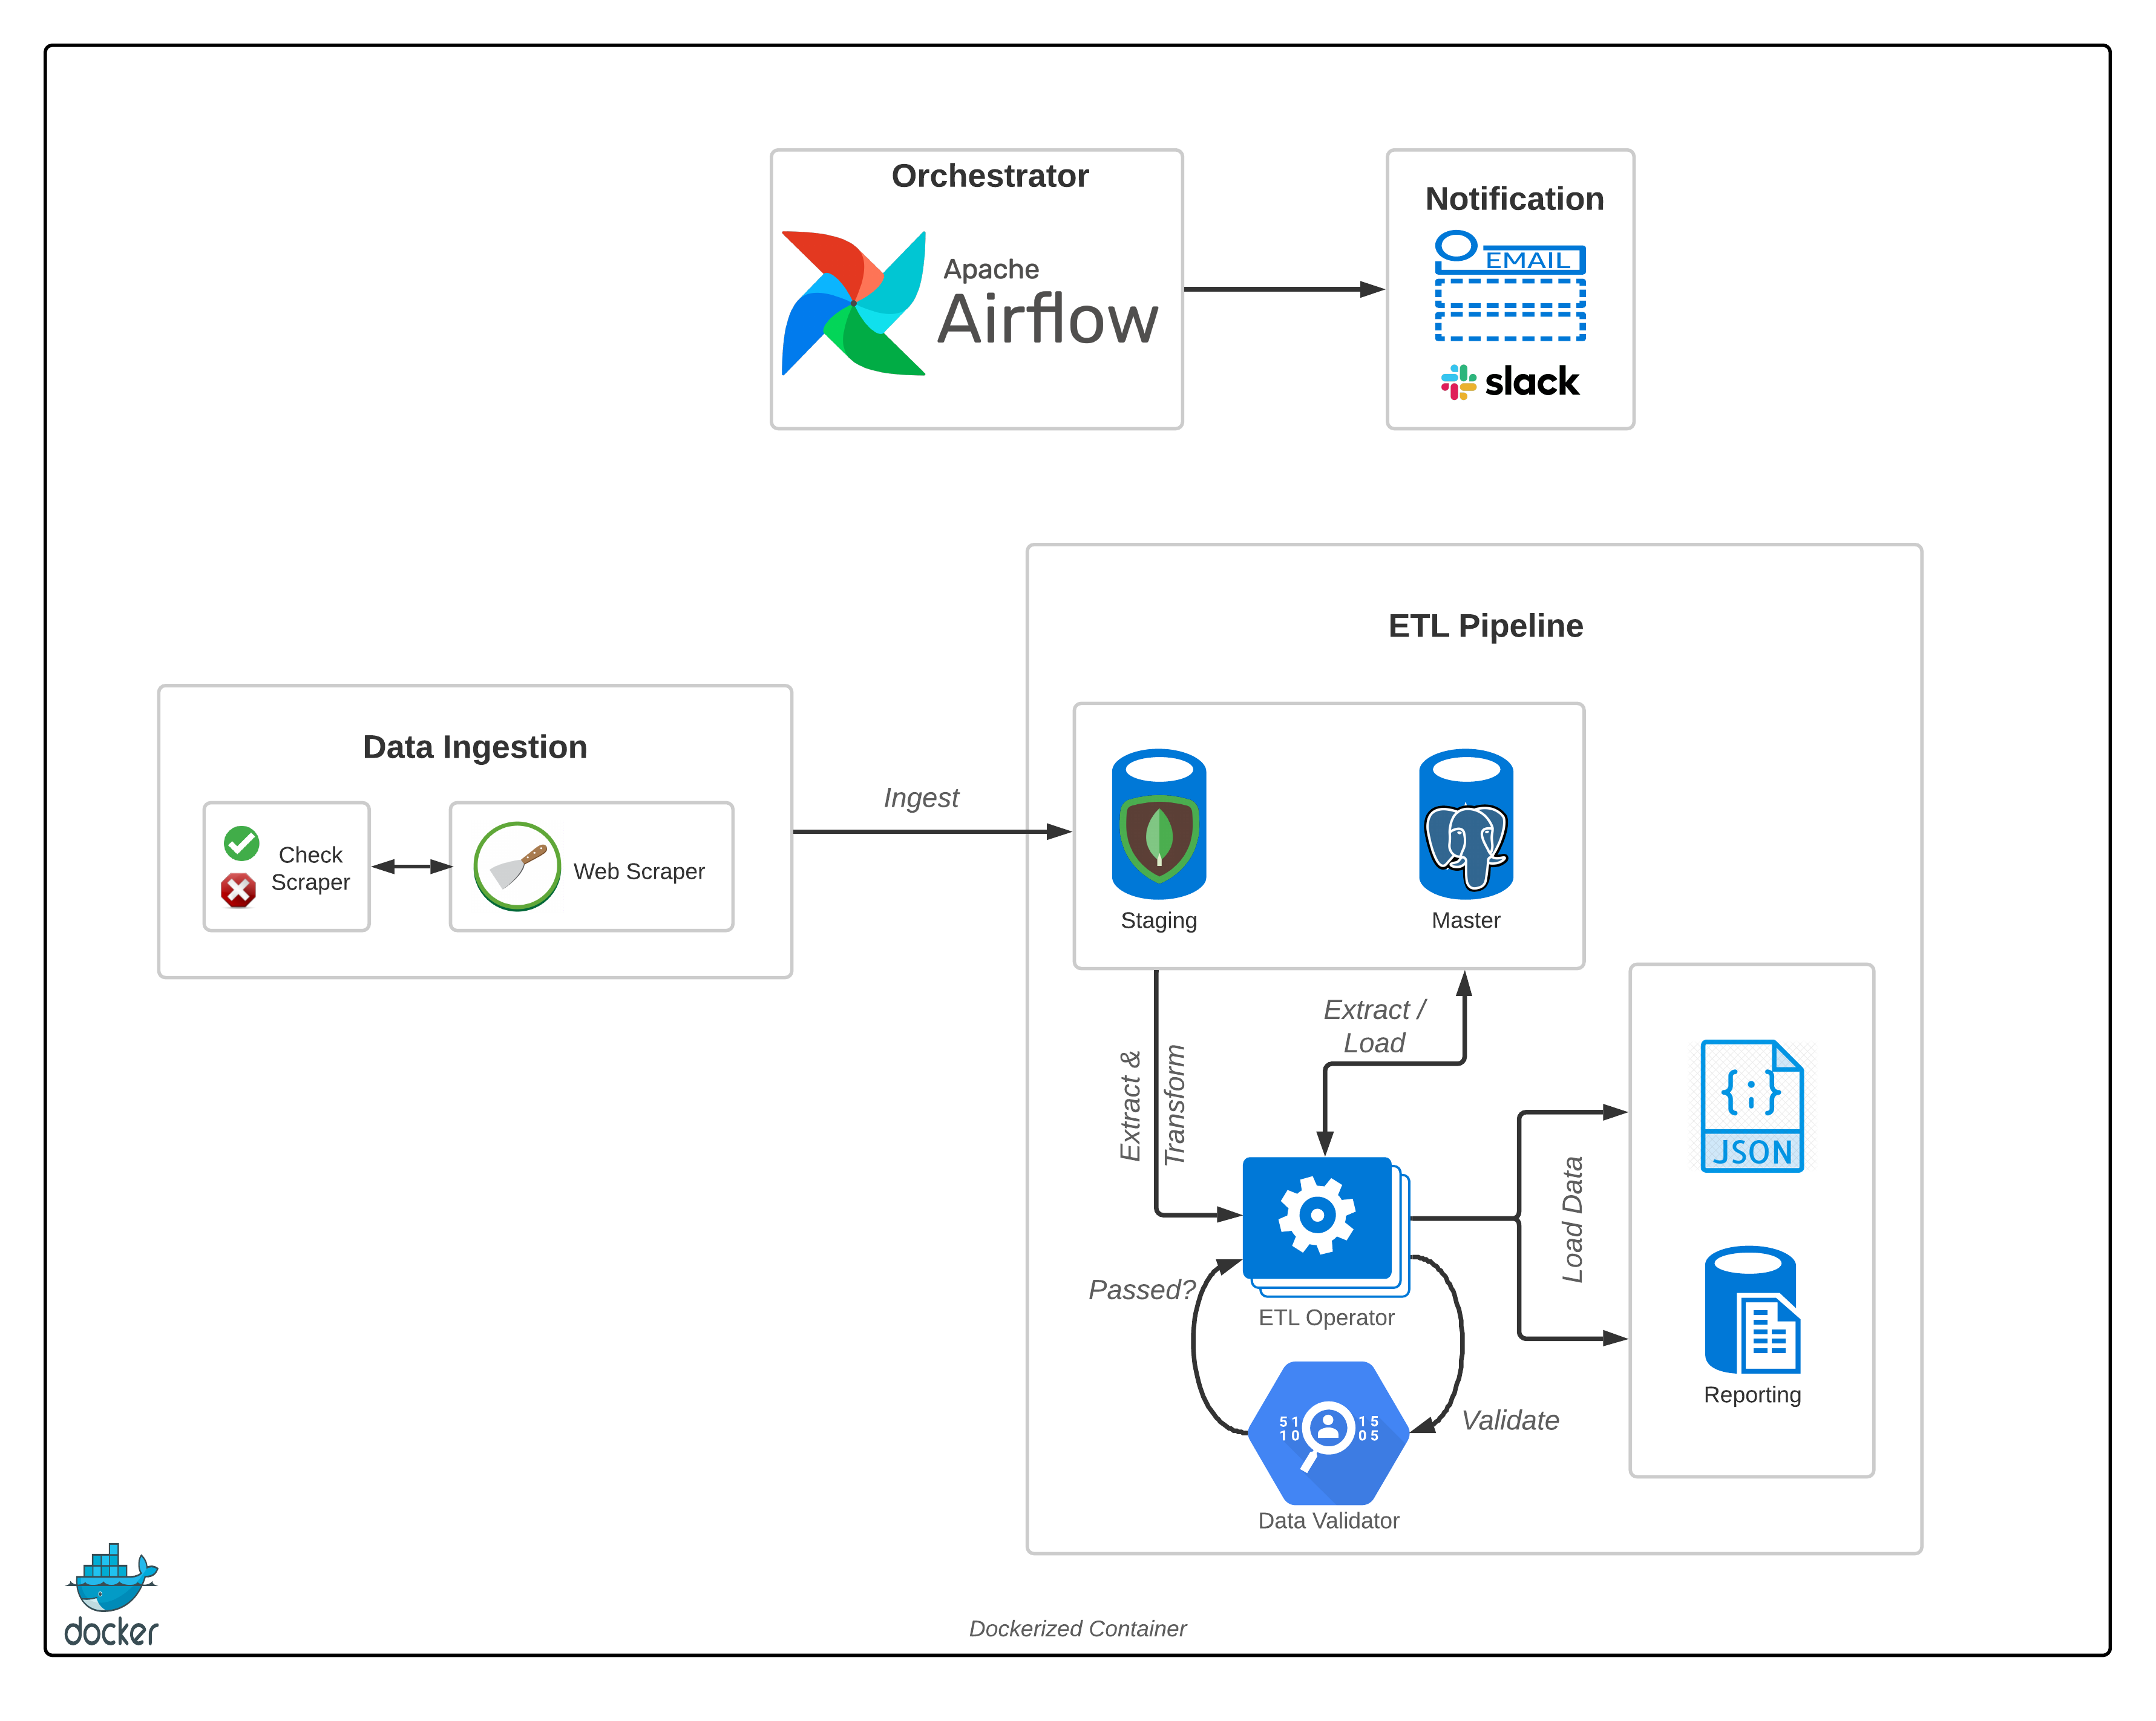 Orchestrator
Apache
Airflow
Notification
EMAIL
slack
ETL Pipeline
Data Ingestion
Check
Scraper
Web Scraper
Ingest
Staging
Master
Extract &
Transform
Extract /
Load
JSON
Load Data
Reporting
Passed?
ETL Operator
Validate
5 1
1 0
1 5
0 5
Data Validator
docker
Dockerized Container